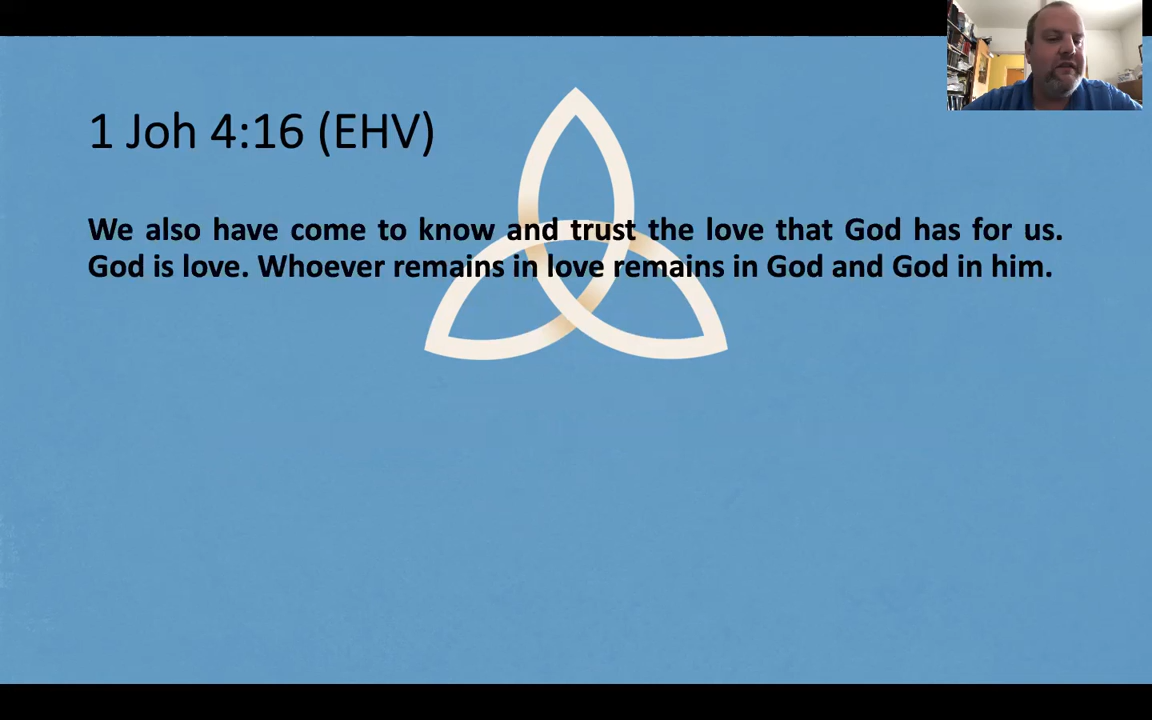 1 Joh 4:16 (EHV)
We also have come to know and trust the love that God has for us.
God is love. Whoever remains in love remains in God and God in him.